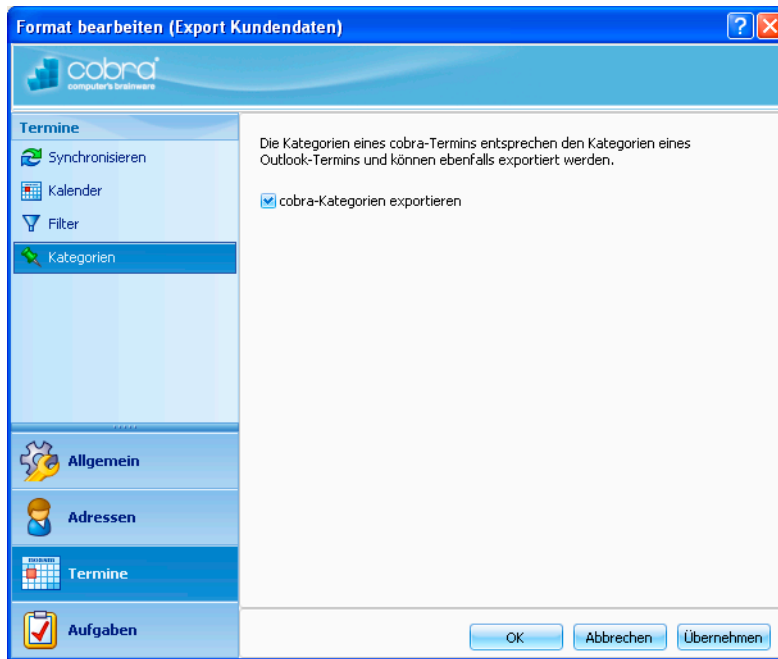 Format bearbeiten (Export Kundendaten)
cobra
computer's brainware
Termine
Synchronisieren
Kalender
Filter
Kategorien
Die Kategorien eines cobra-Termins entsprechen den Kategorien eines
Outlook-Termins und können ebenfalls exportiert werden.
cobra-Kategorien exportieren
Allgemein
Adressen
Termine
Aufgaben
OK
Abbrechen
Übernehmen